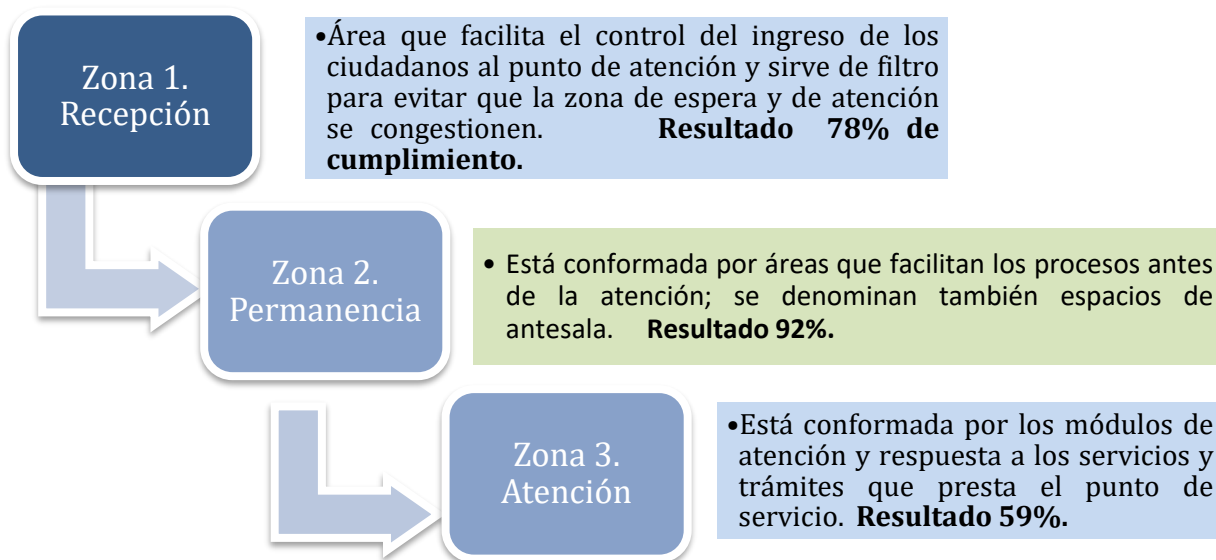 Zona 1.
Recepción
•Área que facilita el control del ingreso de los
ciudadanos al punto de atención y sirve de filtro
para evitar que la zona de espera y de atención
se congestionen. Resultado 78% de
cumplimiento.
Zona 2.
Permanencia
• Está conformada por áreas que facilitan los procesos antes
de la atención; se denominan también espacios de
antesala. Resultado 92%.
Zona 3.
Atención
•Está conformada por los módulos de
atención y respuesta a los servicios y
trámites que presta el punto de
servicio. Resultado 59%.